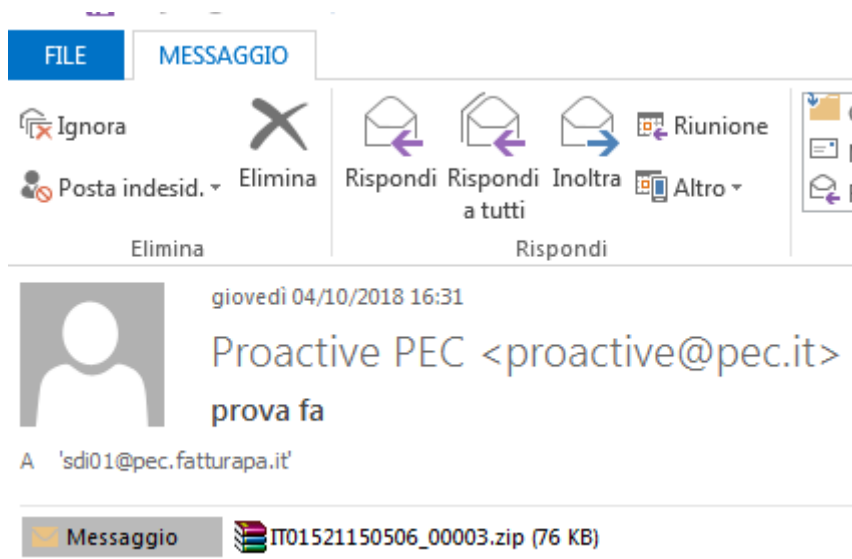 FILE MESSAGGIO
Ignora
Posta indesid.
Elimina
Rispondi
Rispondi a tutti
Inoltra
Riunione
Altro
Elimina
Rispondi
giovedì 04/10/2018 16:31
Proactive PEC <proactive@pec.it>
prova fa
A 'sdi01@pec.fatturapa.it'
Messaggio IT01521150506_00003.zip (76 KB)